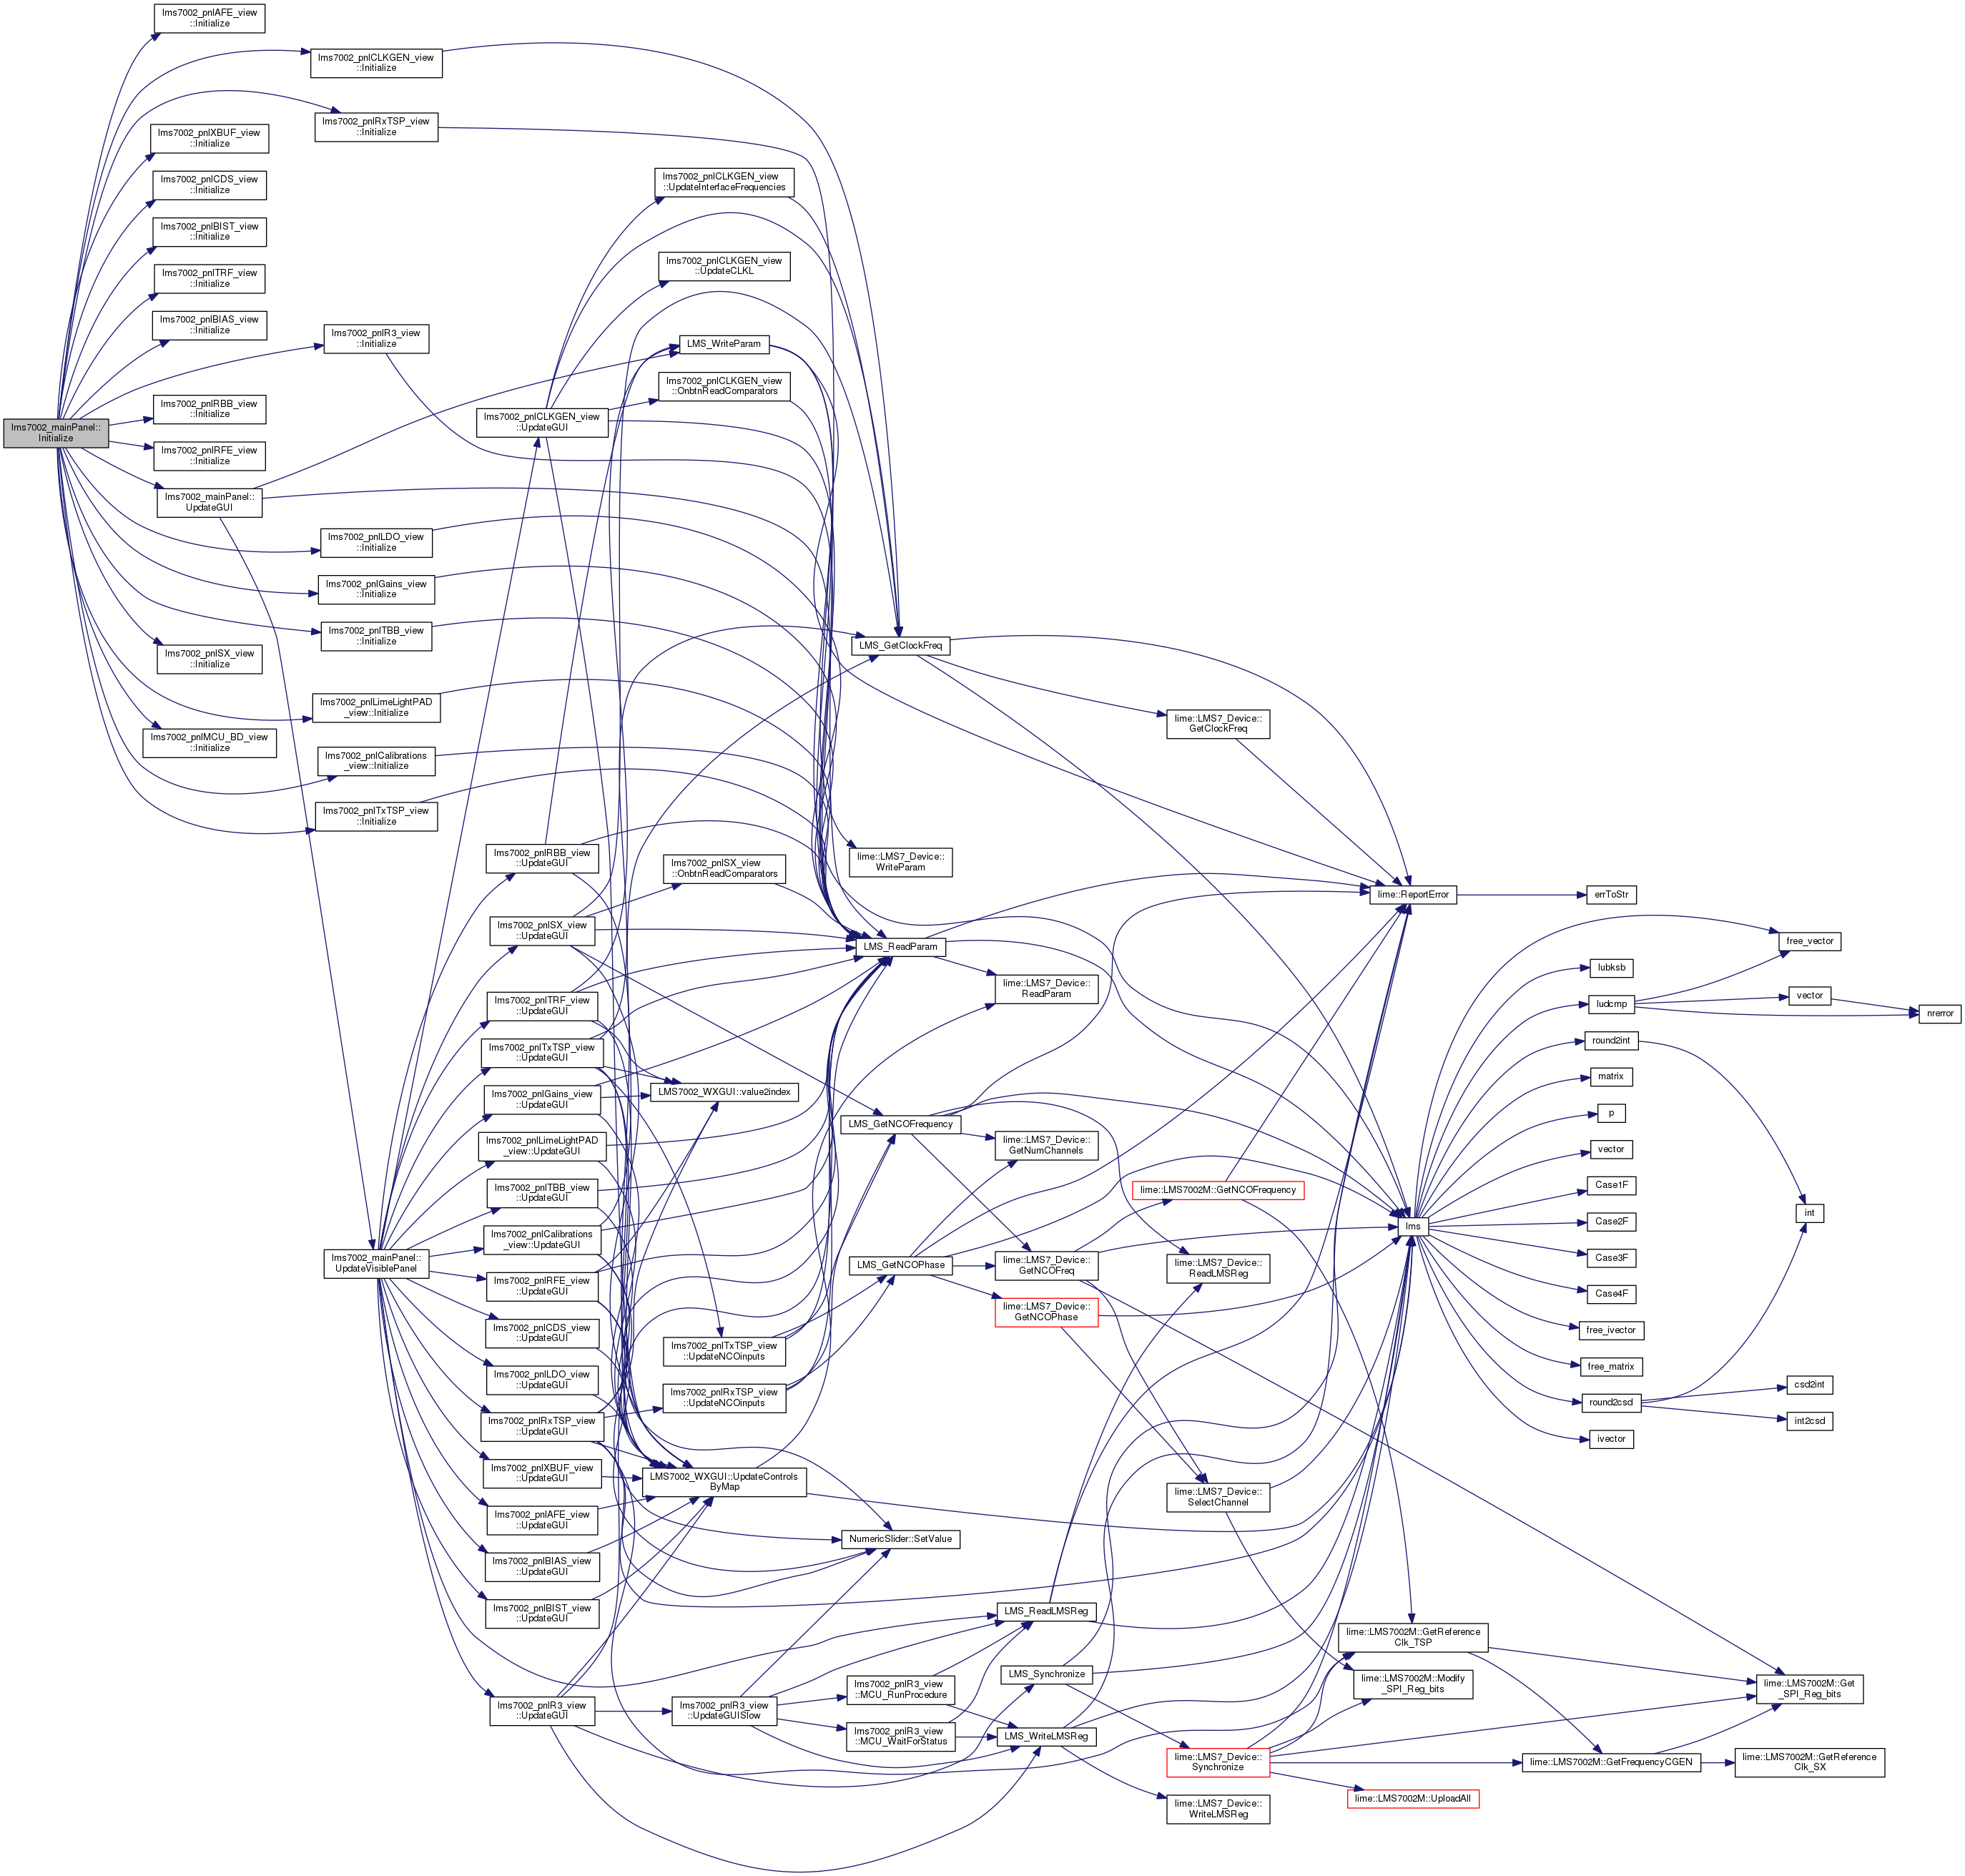 lms7002_pnlAFE_view
::Initialize
lms7002_pnlCLKGEN_view
::Initialize
lms7002_pnlRxTSP_view
::Initialize
lms7002_pnlXBUF_view
::Initialize
lms7002_pnlCDS_view
::Initialize
lms7002_pnlBIST_view
::Initialize
lms7002_pnlTRF_view
::Initialize
lms7002_pnlBIAS_view
::Initialize
lms7002_pnlR3_view
::Initialize
lms7002_pnlRBB_view
::Initialize
lms7002_mainPanel::
Initialize
lms7002_pnlRFE_view
::Initialize
lms7002_mainPanel::
UpdateGUI
lms7002_pnlLDO_view
::Initialize
lms7002_pnlGains_view
::Initialize
lms7002_pnlTBB_view
::Initialize
lms7002_pnlSX_view
::Initialize
lms7002_pnlLimeLightPAD
_view::Initialize
lms7002_pnlMCU_BD_view
::Initialize
lms7002_pnlCalibrations
_view::Initialize
lms7002_pnlTxTSP_view
::Initialize
lms7002_mainPanel::
UpdateVisiblePanel
lms7002_pnlCLKGEN_view
::UpdateGUI
lms7002_pnlRBB_view
::UpdateGUI
lms7002_pnlSX_view
::UpdateGUI
lms7002_pnlTRF_view
::UpdateGUI
lms7002_pnlTxTSP_view
::UpdateGUI
lms7002_pnlGains_view
::UpdateGUI
lms7002_pnlLimeLightPAD
_view::UpdateGUI
lms7002_pnlTBB_view
::UpdateGUI
lms7002_pnlCalibrations
_view::UpdateGUI
lms7002_pnlRFE_view
::UpdateGUI
lms7002_pnlCDS_view
::UpdateGUI
lms7002_pnlLDO_view
::UpdateGUI
lms7002_pnlRxTSP_view
::UpdateGUI
lms7002_pnlXBUF_view
::UpdateGUI
lms7002_pnlAFE_view
::UpdateGUI
lms7002_pnlBIAS_view
::UpdateGUI
lms7002_pnlBIST_view
::UpdateGUI
lms7002_pnlR3_view
::UpdateGUI
lms7002_pnlCLKGEN_view
::UpdateInterfaceFrequencies
lms7002_pnlCLKGEN_view
::UpdateCLKL
LMS_WriteParam
lms7002_pnlCLKGEN_view
::OnbtnReadComparators
lms7002_pnlSX_view
::OnbtnReadComparators
LMS7002_WXGUI::value2index
lms7002_pnlTxTSP_view
::UpdateNCOinputs
lms7002_pnlRxTSP_view
::UpdateNCOinputs
LMS7002_WXGUI::UpdateControls
ByMap
lms7002_pnlR3_view
::UpdateGUISlow
LMS_GetClockFreq
lime::LMS7_Device::
WriteParam
LMS_ReadParam
LMS_GetNCOFrequency
LMS_GetNCOPhase
NumericSlider::SetValue
lms7002_pnlR3_view
::MCU_RunProcedure
lms7002_pnlR3_view
::MCU_WaitForStatus
lime::LMS7_Device::
ReadParam
lime::LMS7_Device::
GetNumChannels
lime::LMS7_Device::
GetNCOFreq
lime::LMS7_Device::
GetNCOPhase
LMS_ReadLMSReg
LMS_Synchronize
LMS_WriteLMSReg
lime::LMS7_Device::
GetClockFreq
lime::LMS7002M::GetNCOFrequency
lime::LMS7_Device::
ReadLMSReg
lime::LMS7_Device::
SelectChannel
lime::LMS7_Device::
Synchronize
lime::LMS7_Device::
WriteLMSReg
lime::ReportError
lms
lime::LMS7002M::GetReference
Clk_TSP
lime::LMS7002M::Modify
_SPI_Reg_bits
lime::LMS7002M::UploadAll
errToStr
lubksb
ludcmp
round2int
matrix
p
vector
Case1F
Case2F
Case3F
Case4F
free_ivector
free_matrix
round2csd
ivector
lime::LMS7002M::GetFrequencyCGEN
free_vector
vector
nrerror
int
csd2int
int2csd
lime::LMS7002M::Get
_SPI_Reg_bits
lime::LMS7002M::GetReference
Clk_SX